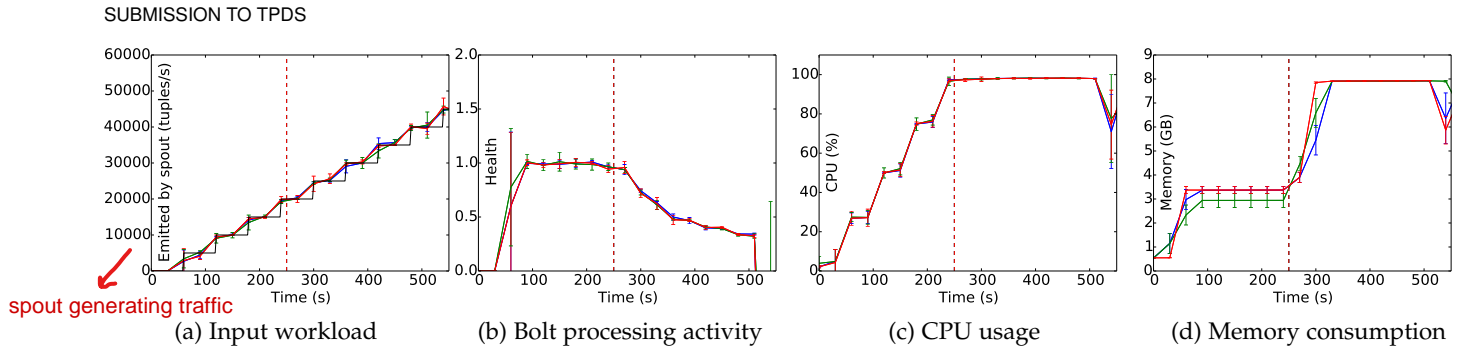 SUBMISSION TO TPDS
60000
50000
40000
30000
20000
10000
0
Emitted by spout (tuples/s)
0 100 200 300 400 500
Time (s)
2.0
1.5
1.0
0.5
0.0
Health
0 100 200 300 400 500
Time (s)
100
80
60
40
20
0
CPU (%)
0 100 200 300 400 500
Time (s)
9
8
7
6
5
4
3
2
1
0
Memory (GB)
0 100 200 300 400 500
Time (s)
spout generating traffic
(a) Input workload
(b) Bolt processing activity
(c) CPU usage
(d) Memory consumption